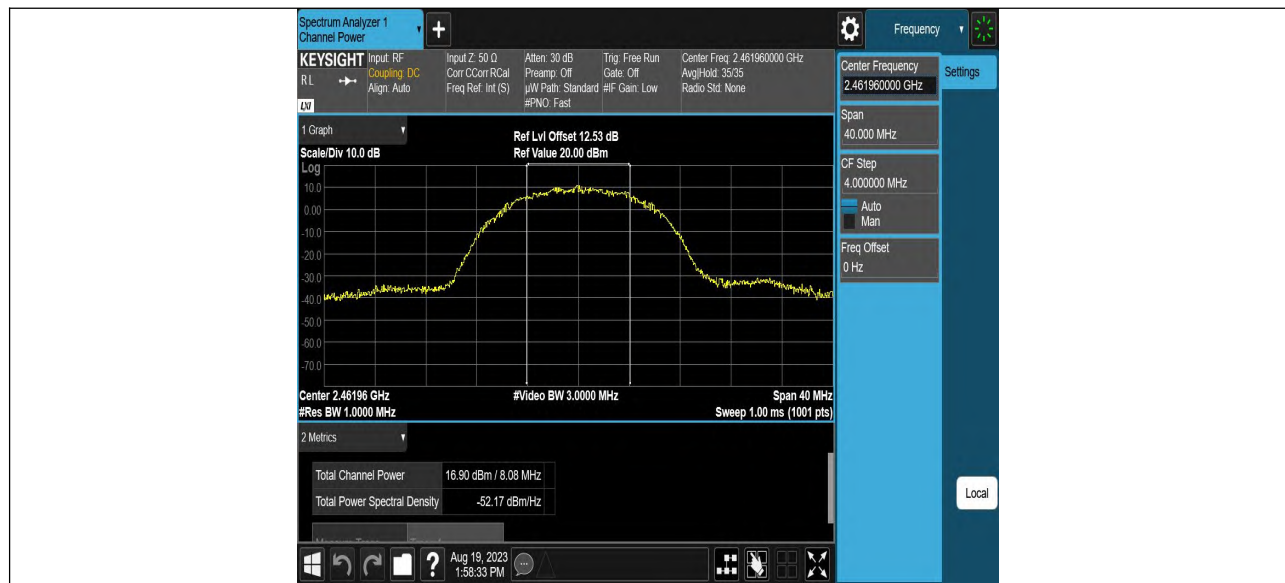 Spectrum Analyzer 1
Channel Power
+
Frequency
KEYSIGHT
RL
LXI
Input: RF
Coupling: DC
Align: Auto
Input Z: 50 Ω
Corr CCorr RCal
Freq Ref: Int (S)
Atten: 30 dB
Preamp: Off
µW Path: Standard
#PNO: Fast
Trig: Free Run
Gate: Off
#IF Gain: Low
Center Freq: 2.461960000 GHz
Avg|Hold: 35/35
Radio Std: None
Center Frequency
2.461960000 GHz
Settings
Span
40.000 MHz
CF Step
4.000000 MHz
Auto
Man
Freq Offset
0 Hz
Local
1 Graph
Scale/Div 10.0 dB
Ref Lvl Offset 12.53 dB
Ref Value 20.00 dBm
Log
10.0
0.00
-10.0
-20.0
-30.0
-40.0
-50.0
-60.0
-70.0
Center 2.46196 GHz
#Video BW 3.0000 MHz
Span 40 MHz
#Res BW 1.0000 MHz
Sweep 1.00 ms (1001 pts)
2 Metrics
Total Channel Power 16.90 dBm / 8.08 MHz
Total Power Spectral Density -52.17 dBm/Hz
?
Aug 19, 2023
1:58:33 PM